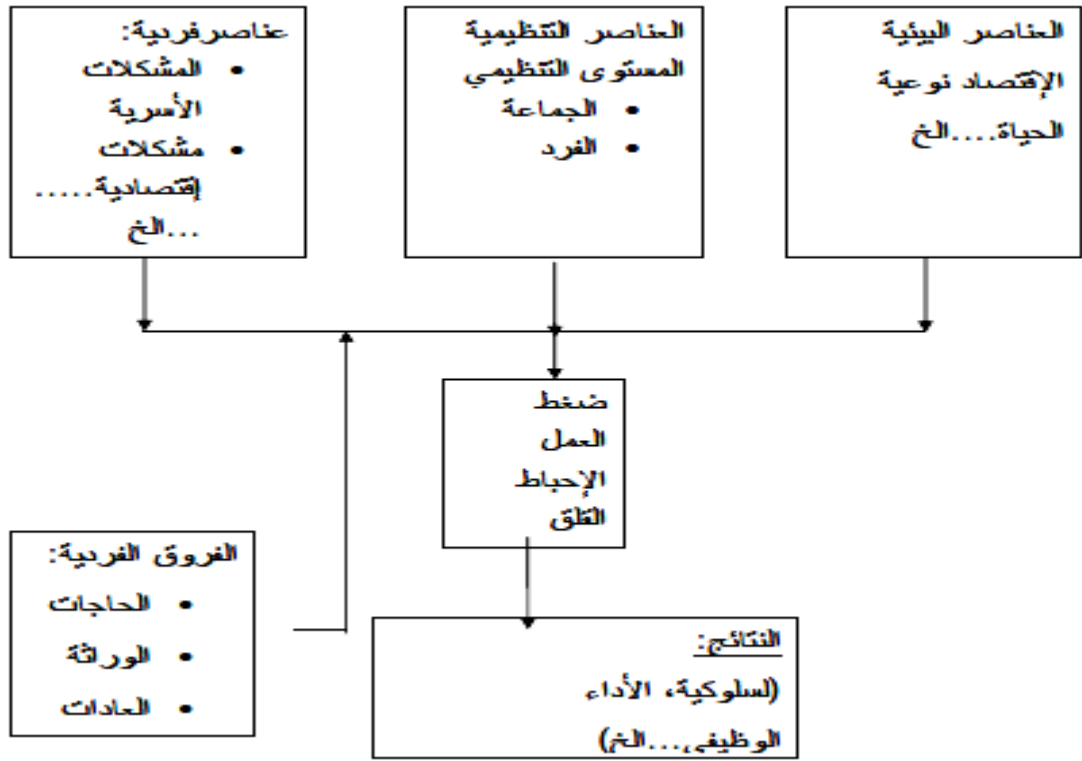 العناصر البيئية
الإقتصاد نوعية
الحياة....الخ
العناصر التنظيمية
المستوى التنظيمي
• الجماعة
• الفرد
عناصرفردية:
• المشكلات
الأسرية
• مشكلات
إقتصادية.....
...الخ
ضغط
العمل
الإحباط
القلق
الفروق الفردية:
• الحاجات
• الوراثة
• العادات
النتائج:
(لسلوكية، الأداء
الوظيفي...الخ)